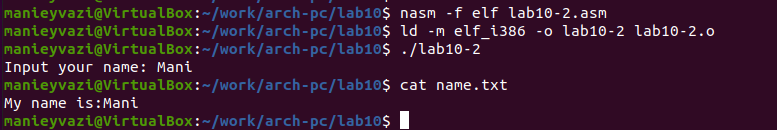 manieyvazi@VirtualBox:~/work/arch-pc/lab10$ nasm -f elf lab10-2.asm
manieyvazi@VirtualBox:~/work/arch-pc/lab10$ ld -m elf_i386 -o lab10-2 lab10-2.o
manieyvazi@VirtualBox:~/work/arch-pc/lab10$ ./lab10-2
Input your name: Mani
manieyvazi@VirtualBox:~/work/arch-pc/lab10$ cat name.txt
My name is:Mani
manieyvazi@VirtualBox:~/work/arch-pc/lab10$